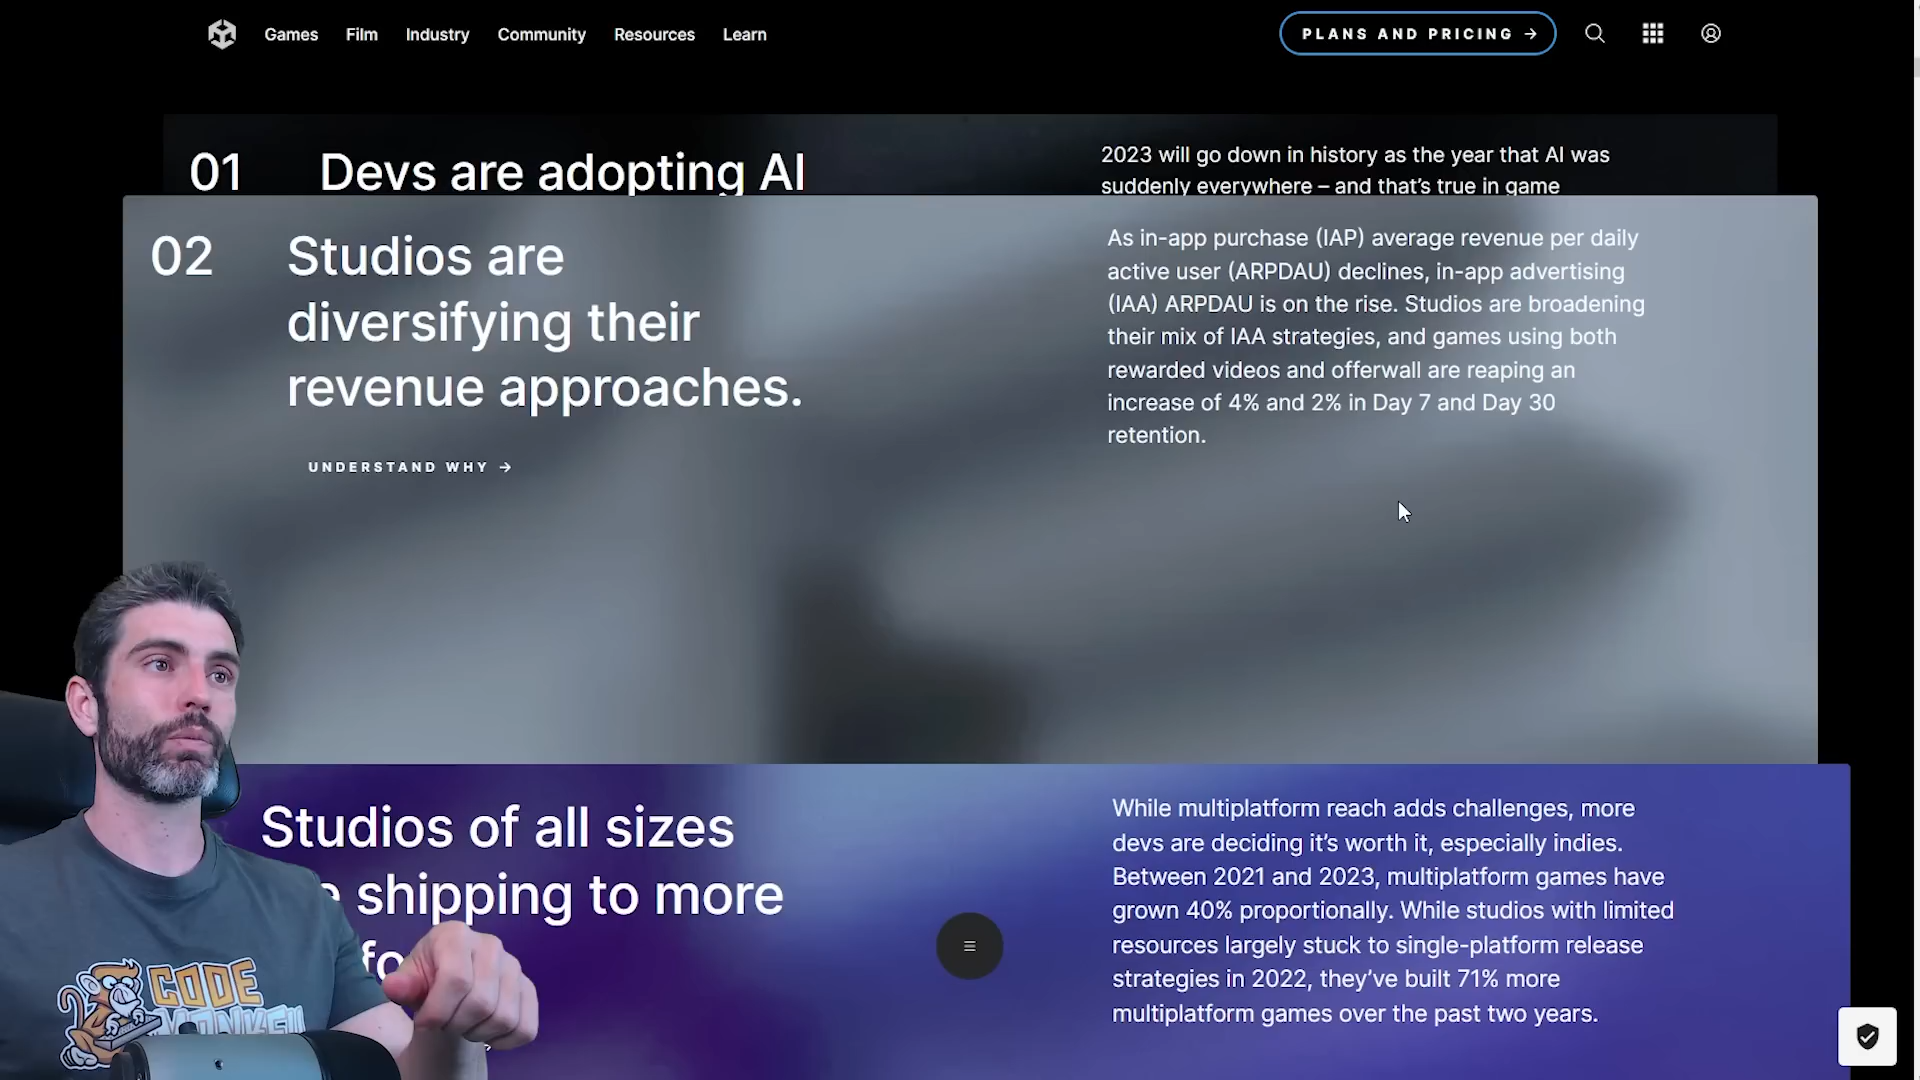 Games Film Industry Community Resources Learn
PLANS AND PRICING →
01
Devs are adopting AI
2023 will go down in history as the year that AI was
suddenly everywhere – and that's true in game
02
Studios are
diversifying their
revenue approaches.
UNDERSTAND WHY →
As in-app purchase (IAP) average revenue per daily
active user (ARPDAU) declines, in-app advertising
(IAA) ARPDAU is on the rise. Studios are broadening
their mix of IAA strategies, and games using both
rewarded videos and offerwall are reaping an
increase of 4% and 2% in Day 7 and Day 30
retention.
Studios of all sizes
shipping to more
While multiplatform reach adds challenges, more
devs are deciding it's worth it, especially indies.
Between 2021 and 2023, multiplatform games have
grown 40% proportionally. While studios with limited
resources largely stuck to single-platform release
strategies in 2022, they've built 71% more
multiplatform games over the past two years.
CODE
MONKEY